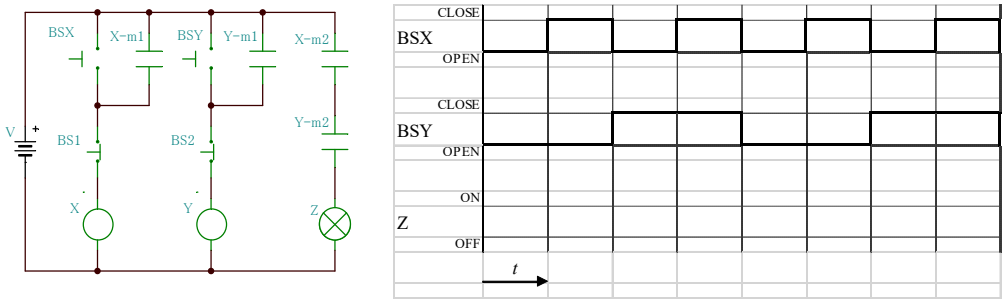 BSX X-m1 BSY Y-m1 X-m2
V + BS1 BS2 Y-m2
X Y Z
CLOSE
BSX
OPEN
CLOSE
BSY
OPEN
ON
Z
OFF
t